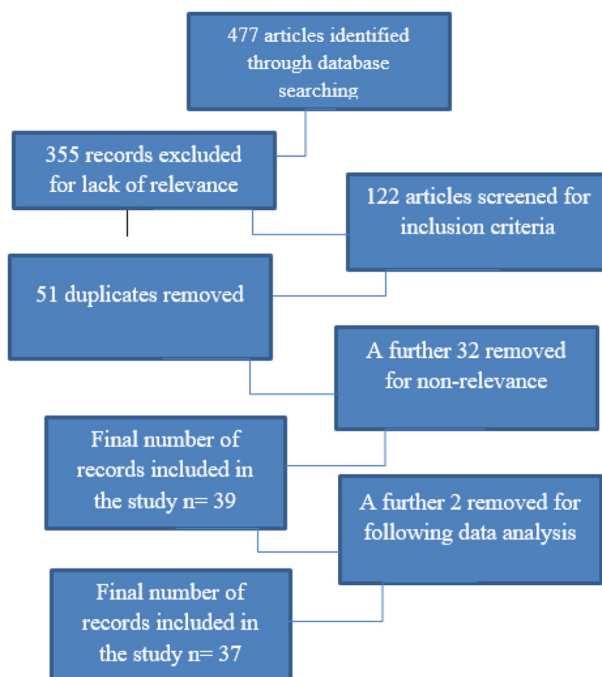 477 articles identified
through database
searching
355 records excluded
for lack of relevance
122 articles screened for
inclusion criteria
51 duplicates removed
A further 32 removed
for non-relevance
Final number of
records included in
the study n= 39
A further 2 removed for
following data analysis
Final number of
records included in
the study n= 37